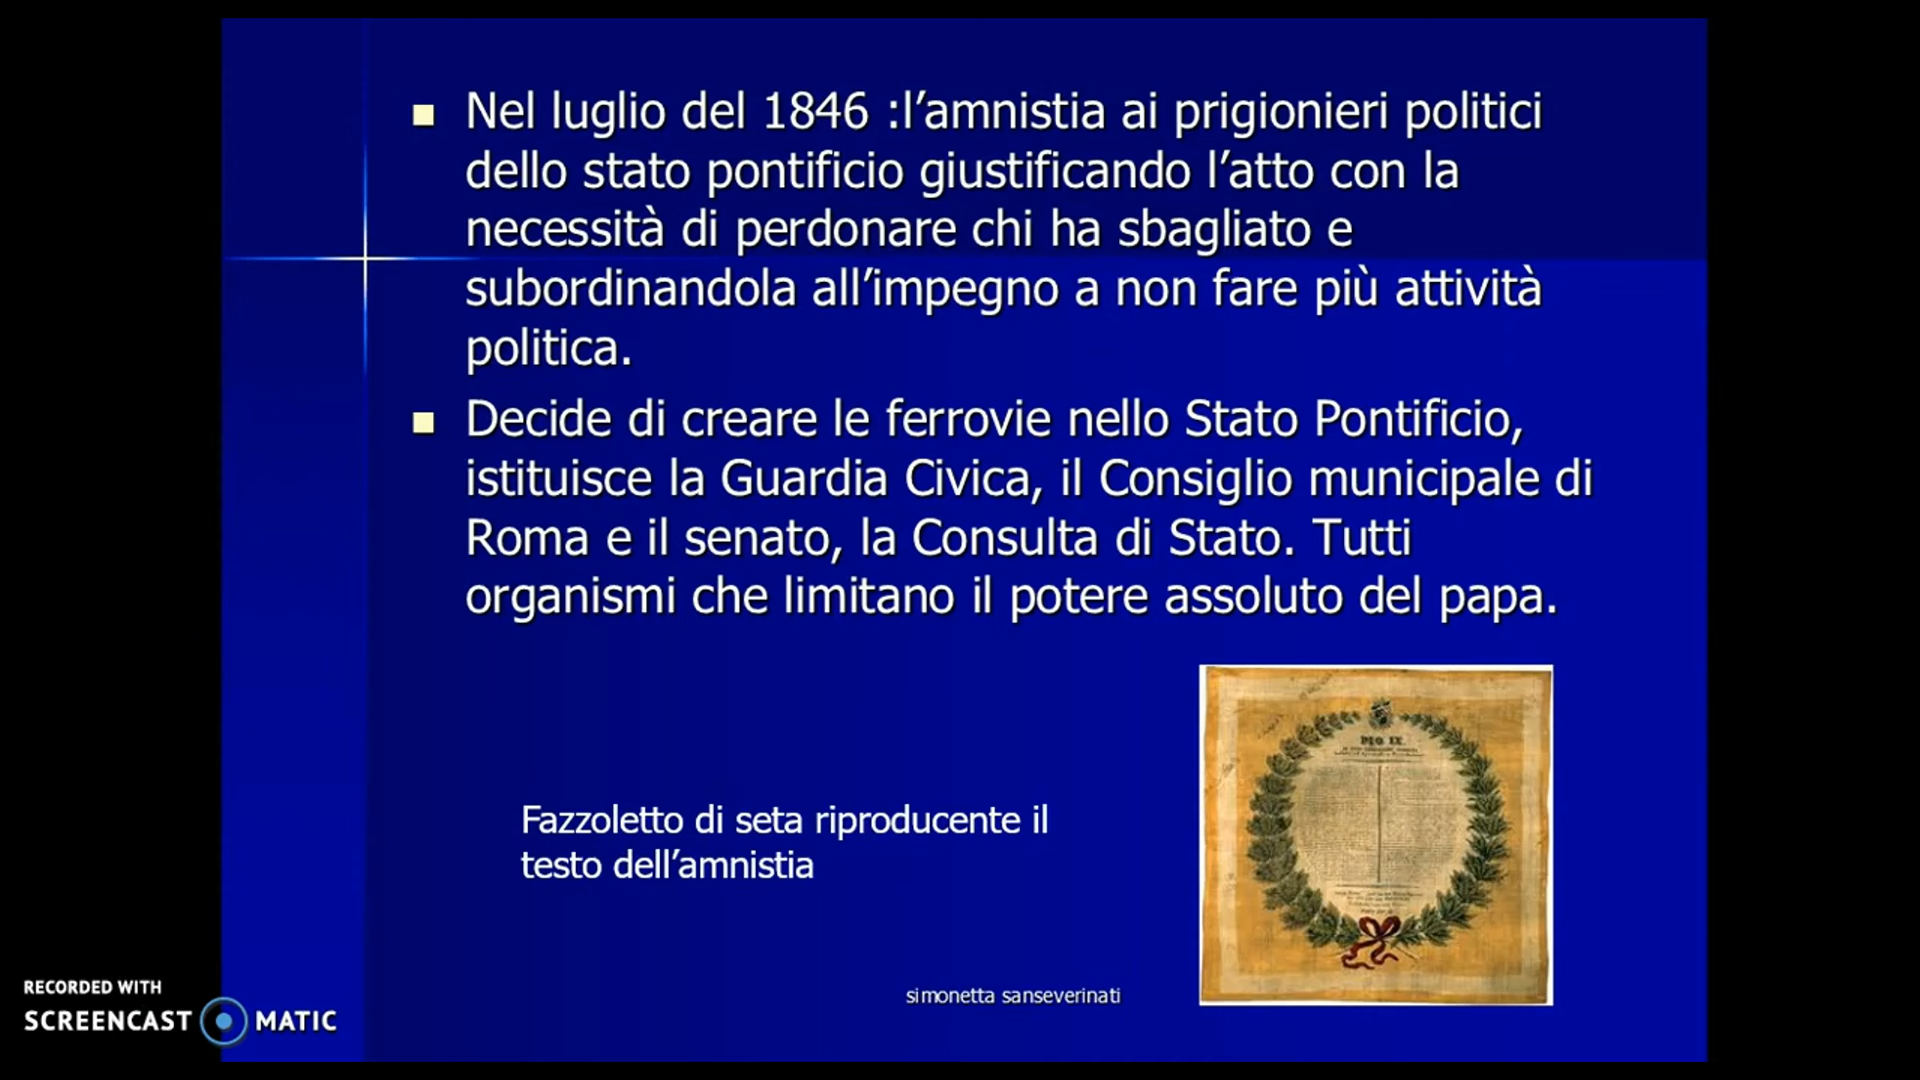 Nel luglio del 1846 :l’amnistia ai prigionieri politici
dello stato pontificio giustificando l’atto con la
necessità di perdonare chi ha sbagliato e
subordinandola all’impegno a non fare più attività
politica.
Decide di creare le ferrovie nello Stato Pontificio,
istituisce la Guardia Civica, il Consiglio municipale di
Roma e il senato, la Consulta di Stato. Tutti
organismi che limitano il potere assoluto del papa.
PIO IX
Fazzoletto di seta riproducente il
testo dell’amnistia
simonetta sanseverinati
RECORDED WITH
SCREENCAST MATIC